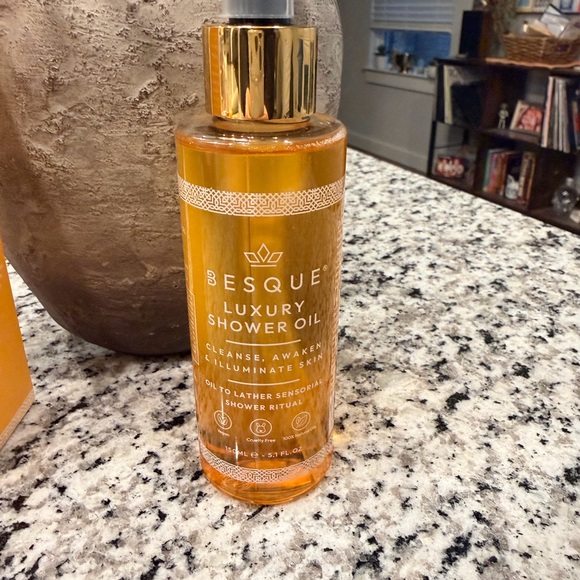 BESQUE®
LUXURY
SHOWER OIL
CLEANSE, AWAKEN
& ILLUMINATE SKIN
OIL TO LATHER SENSORIAL
SHOWER RITUAL
Cruelty Free
150ML e - 5.1 FL.OZ